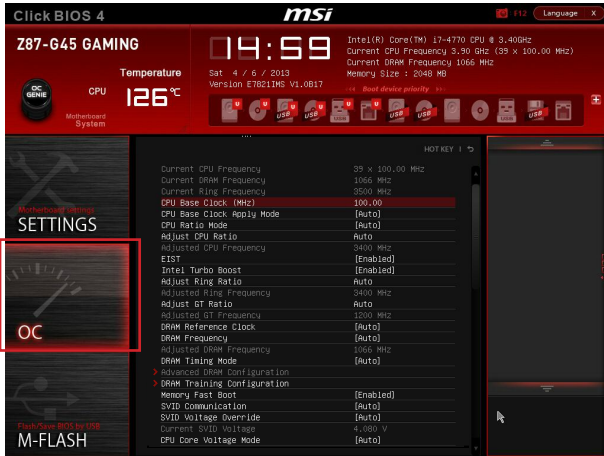 Click BIOS 4
msi
F12
Language X
Z87-G45 GAMING
OC GENIE
Temperature
CPU 126°C
Motherboard
System
14:59
Sat 4 / 6 / 2013
Version E7821IMS V1.0B17
Intel(R) Core(TM) i7-4770 CPU @ 3.40GHz
Current CPU Frequency 3.90 GHz (39 x 100.00 MHz)
Current DRAM Frequency 1066 MHz
Memory Size : 2048 MB
Boot device priority
U U USB U USB U U USB USB U USB
HOT KEY |
Motherboard settings
SETTINGS
OC
Flash/Save BIOS by USB
M-FLASH
Current CPU Frequency 39 x 100.00 MHz
Current DRAM Frequency 1066 MHz
Current Ring Frequency 3500 MHz
CPU Base Clock (MHz) 100.00
CPU Base Clock Apply Mode [Auto]
CPU Ratio Mode [Auto]
Adjust CPU Ratio Auto
Adjusted CPU Frequency 3400 MHz
EIST [Enabled]
Intel Turbo Boost [Enabled]
Adjust Ring Ratio Auto
Adjusted Ring Frequency 3400 MHz
Adjust GT Ratio Auto
Adjusted GT Frequency 1200 MHz
DRAM Reference Clock [Auto]
DRAM Frequency [Auto]
Adjusted DRAM Frequency 1066 MHz
DRAM Timing Mode [Auto]
> Advanced DRAM Configuration
> DRAM Training Configuration
Memory Fast Boot [Enabled]
SVID Communication [Auto]
SVID Voltage Override [Auto]
Current SVID Voltage 4.080 V
CPU Core Voltage Mode [Auto]